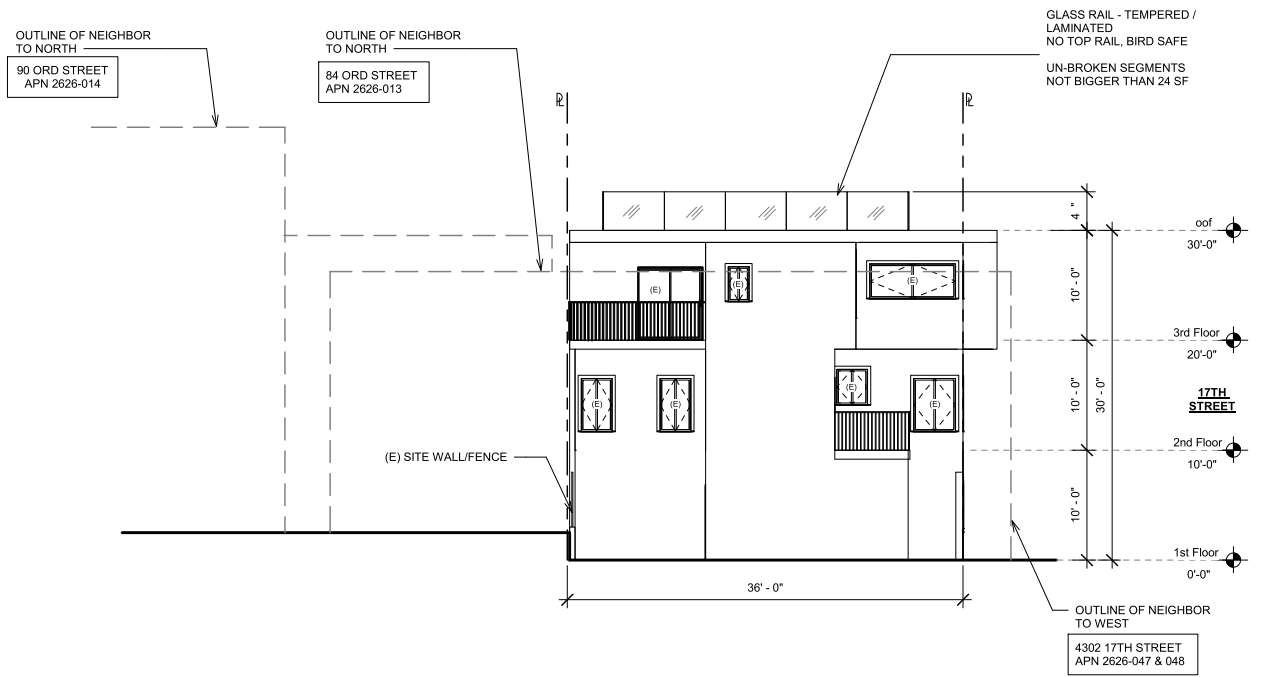 GLASS RAIL - TEMPERED /
LAMINATED
NO TOP RAIL, BIRD SAFE
UN-BROKEN SEGMENTS
NOT BIGGER THAN 24 SF
OUTLINE OF NEIGHBOR
TO NORTH
90 ORD STREET
APN 2626-014
OUTLINE OF NEIGHBOR
TO NORTH
84 ORD STREET
APN 2626-013
PL
PL
4 "
oof
30'-0"
10' - 0"
(E)
(E)
(E)
3rd Floor
20'-0"
10' - 0"
30' - 0"
17TH
STREET
(E)
(E)
(E)
(E)
2nd Floor
10'-0"
(E) SITE WALL/FENCE
10' - 0"
1st Floor
0'-0"
36' - 0"
OUTLINE OF NEIGHBOR
TO WEST
4302 17TH STREET
APN 2626-047 & 048